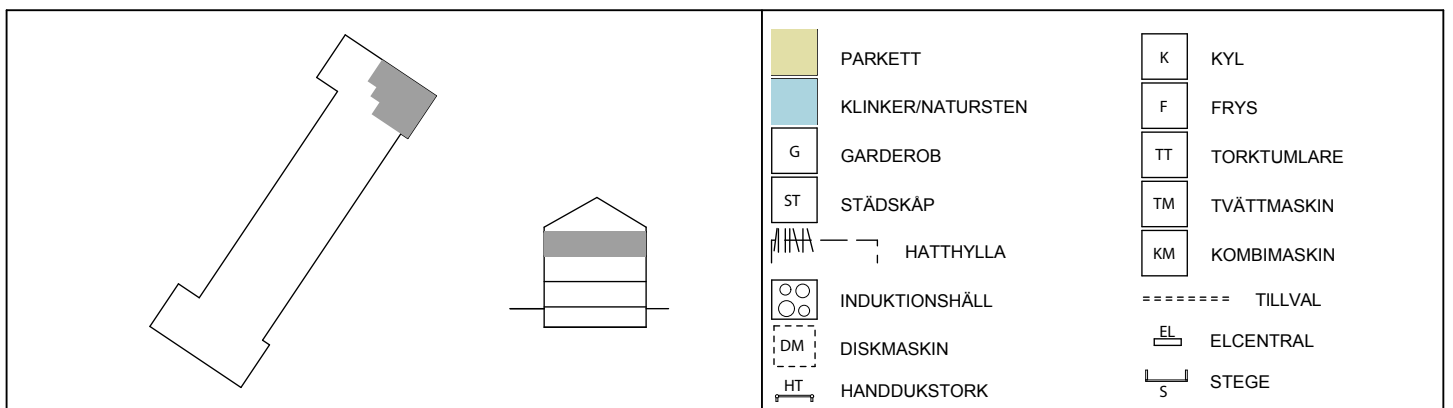 PARKETT
KLINKER/NATURSTEN
G GARDEROB
ST STÄDSKÅP
HATTHYLLA
INDUKTIONSHÄLL
DM DISKMASKIN
HT HANDDUKSTORK
K KYL
F FRYS
TT TORKTUMLARE
TM TVÄTTMASKIN
KM KOMBIMASKIN
TILLVAL
EL ELCENTRAL
S STEGE